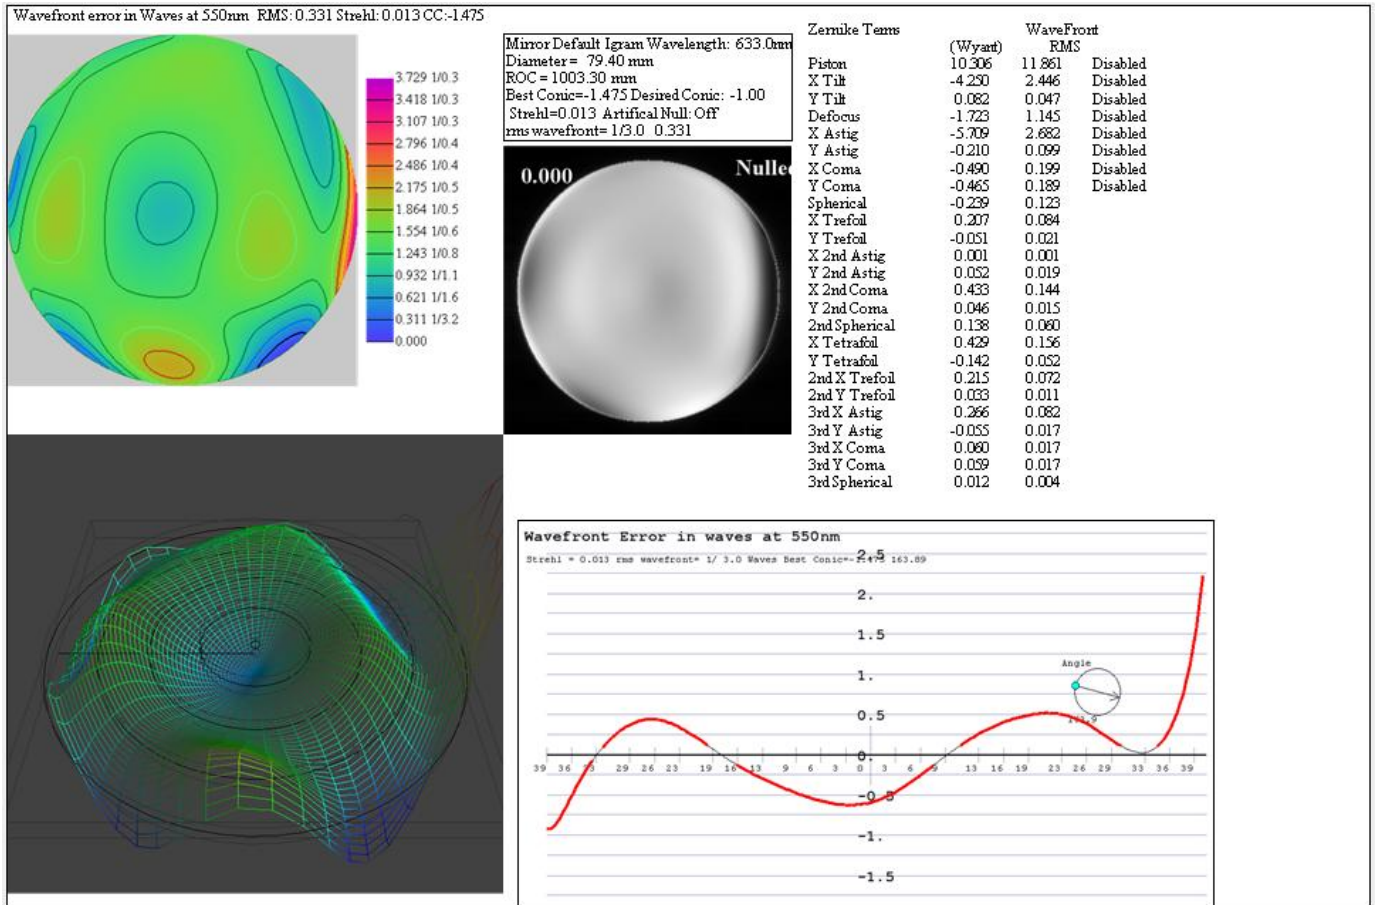 Wavefront error in Waves at 550nm  RMS: 0.331 Strehl: 0.013 CC:-1.475
3.729 1/0.3
3.418 1/0.3
3.107 1/0.3
2.796 1/0.4
2.486 1/0.4
2.175 1/0.5
1.864 1/0.5
1.554 1/0.6
1.243 1/0.8
0.932 1/1.1
0.621 1/1.6
0.311 1/3.2
0.000
Mirror Default Igram Wavelength: 633.0nm
Diameter = 79.40 mm
ROC = 1003.30 mm
Best Conic=-1.475 Desired Conic: -1.00
Strehl=0.013 Artifical Null: Off
rms wavefront= 1/3.0 0.331
0.000 Nulle
Zernike Terms WaveFront
(Wyant) RMS
Piston 10.306 11.861 Disabled
X Tilt -4.250 2.446 Disabled
Y Tilt 0.082 0.047 Disabled
Defocus -1.723 1.145 Disabled
X Astig -5.709 2.682 Disabled
Y Astig -0.210 0.099 Disabled
X Coma -0.490 0.199 Disabled
Y Coma -0.465 0.189 Disabled
Spherical -0.239 0.123
X Trefoil 0.207 0.084
Y Trefoil -0.051 0.021
X 2nd Astig 0.001 0.001
Y 2nd Astig 0.052 0.019
X 2nd Coma 0.433 0.144
Y 2nd Coma 0.046 0.015
2nd Spherical 0.138 0.060
X Tetrafoil 0.429 0.156
Y Tetrafoil -0.142 0.052
2nd X Trefoil 0.215 0.072
2nd Y Trefoil 0.033 0.011
3rd X Astig 0.266 0.082
3rd Y Astig -0.055 0.017
3rd X Coma 0.060 0.017
3rd Y Coma 0.059 0.017
3rd Spherical 0.012 0.004
Wavefront Error in waves at 550nm
Strehl = 0.013 rms wavefront= 1/ 3.0 Waves Best Conic=-1.475 163.89
2.5
2.
1.5
1.
Angle
0.5
0.
39 36 33 29 26 23 19 16 13 9 6 3 0 3 6 9 13 16 19 23 26 29 33 36 39
-0.5
-1.
-1.5